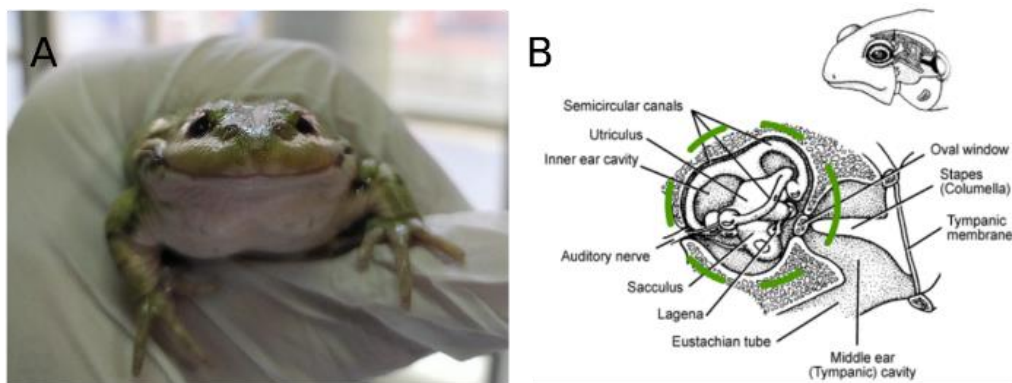 A
B
Semicircular canals
Utriculus
Inner ear cavity
Auditory nerve
Sacculus
Lagena
Eustachian tube
Middle ear
(Tympanic) cavity
Oval window
Stapes
(Columella)
Tympanic
membrane